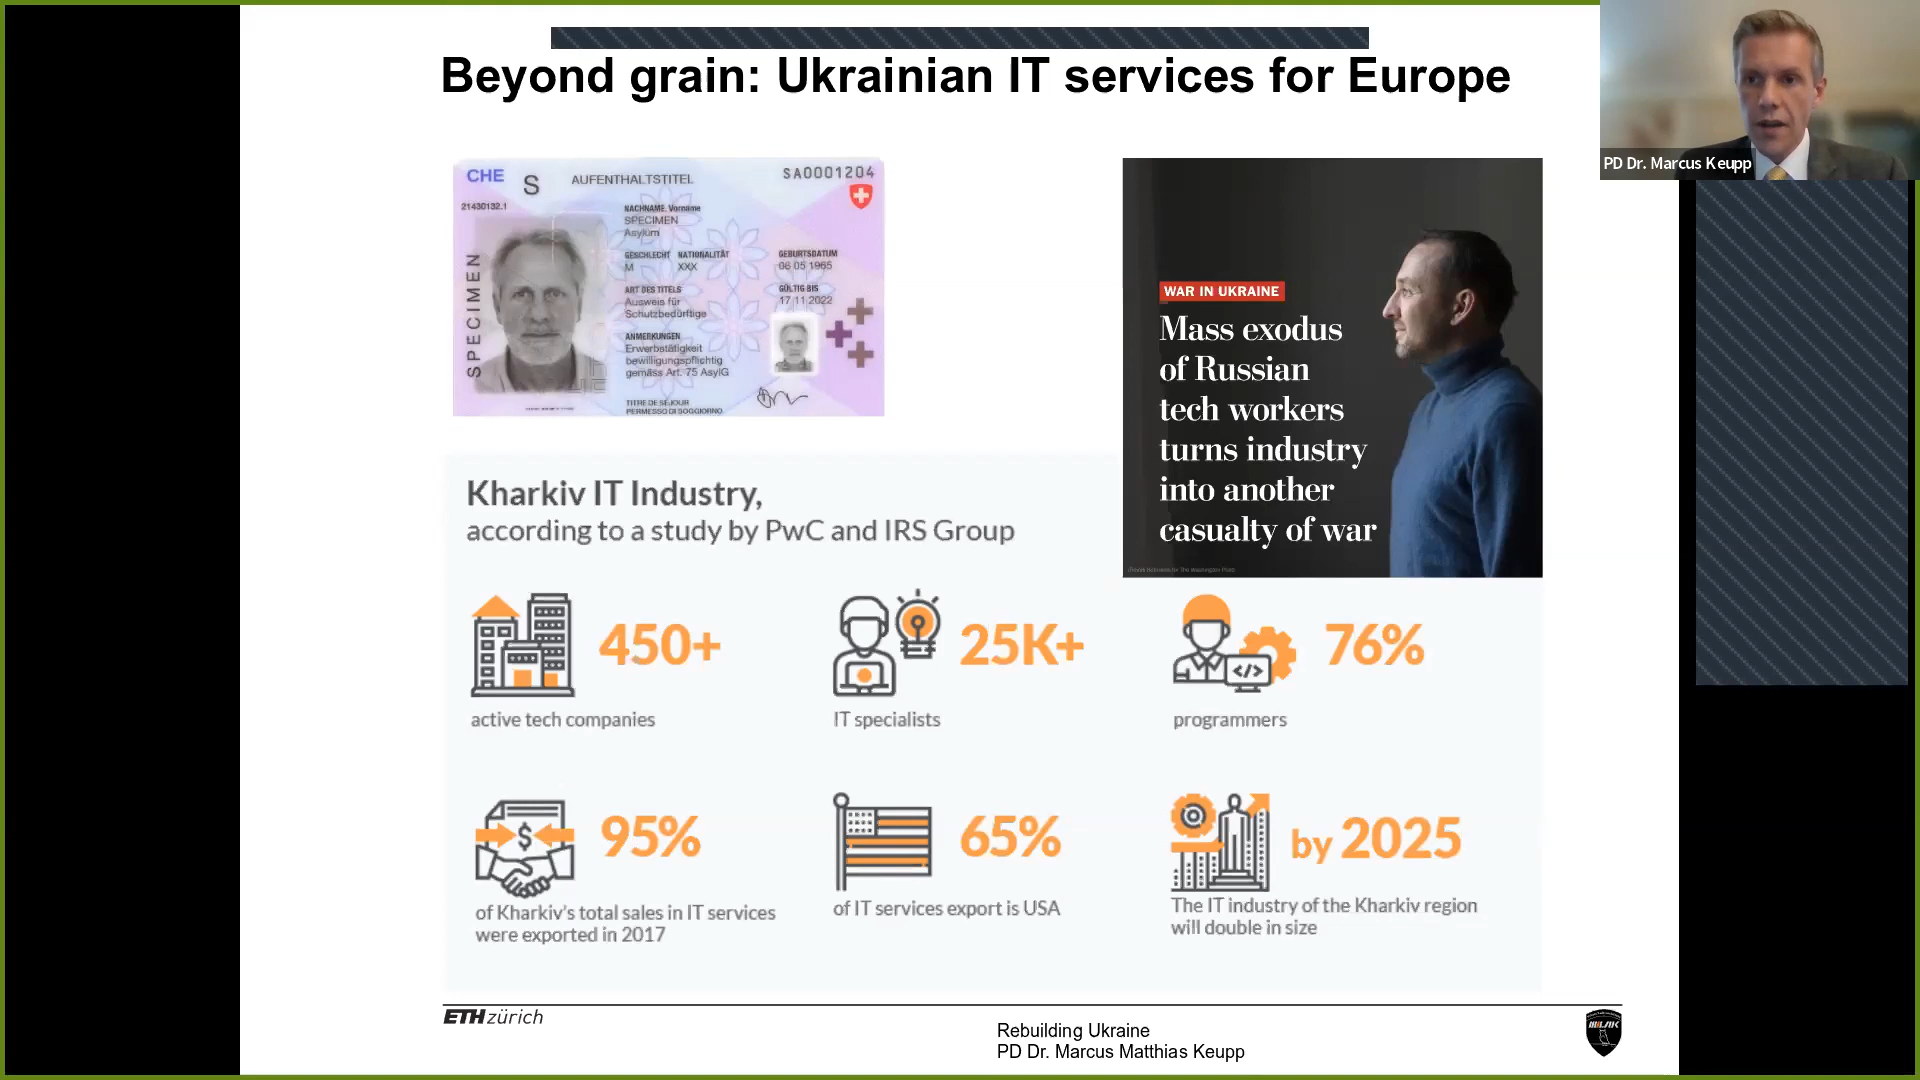 Beyond grain: Ukrainian IT services for Europe
PD Dr. Marcus Keupp
CHE
S
AUFENTHALTSTITEL
SA0001204
21430132.1
SPECIMEN
NACHNAME, Vorname
SPECIMEN
Asylum
GESCHLECHT NATIONALITÄT
M XXX
GEBURTSDATUM
06 05 1965
ART DES TITELS
Ausweis für
Schutzbedürftige
GÜLTIG BIS
17 11 2022
ANMERKUNGEN
Erwerbstätigkeit
bewilligungspflichtig
gemäss Art. 75 AsylG
TITRE DE SÉJOUR
PERMESSO DI SOGGIORNO
WAR IN UKRAINE
Mass exodus
of Russian
tech workers
turns industry
into another
casualty of war
Kharkiv IT Industry,
according to a study by PwC and IRS Group
450+
active tech companies
25K+
IT specialists
76%
programmers
95%
of Kharkiv's total sales in IT services
were exported in 2017
65%
of IT services export is USA
by 2025
The IT industry of the Kharkiv region
will double in size
ETH zürich
Rebuilding Ukraine
PD Dr. Marcus Matthias Keupp